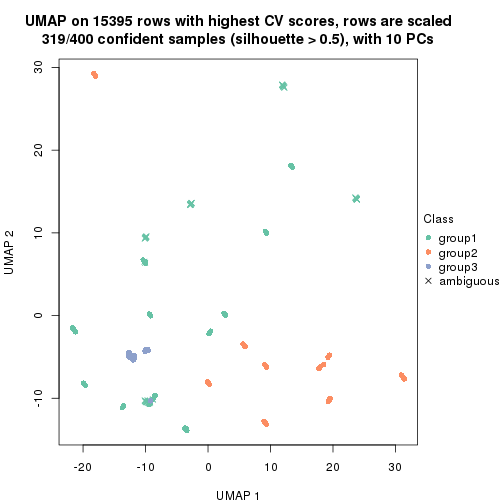 UMAP on 15395 rows with highest CV scores, rows are scaled
319/400 confident samples (silhouette > 0.5), with 10 PCs
30
20
10
0
-10
UMAP 2
-20
-10
0
10
20
30
UMAP 1
Class
group1
group2
group3
ambiguous